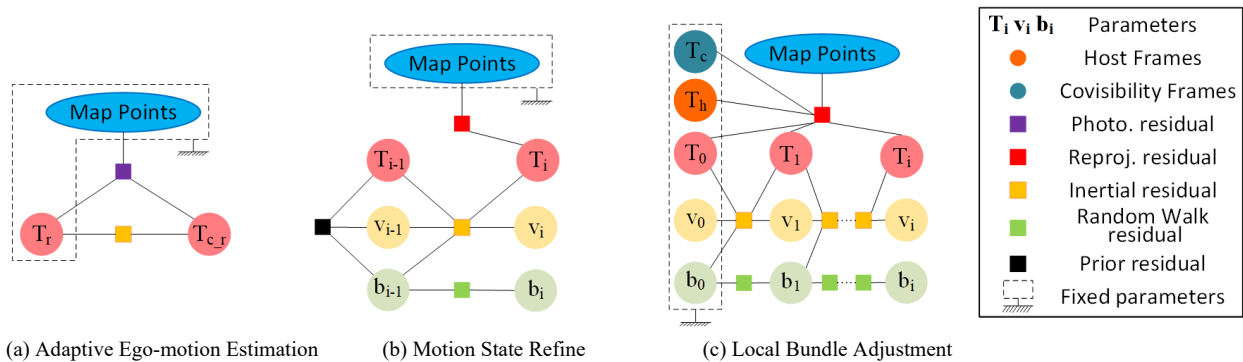 Map Points
T_r
T_c_r
(a) Adaptive Ego-motion Estimation
Map Points
T_i-1
T_i
v_i-1
v_i
b_i-1
b_i
(b) Motion State Refine
T_c
Map Points
T_h
T_0
T_1
T_i
v_0
v_1
v_i
b_0
b_1
b_i
(c) Local Bundle Adjustment
T_i v_i b_i Parameters
Host Frames
Covisibility Frames
Photo. residual
Reproj. residual
Inertial residual
Random Walk
residual
Prior residual
Fixed parameters